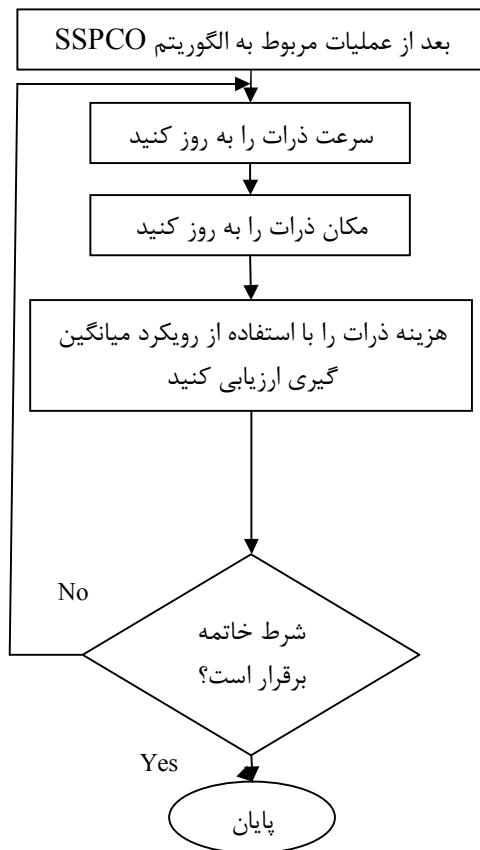 بعد از عملیات مربوط به الگوریتم SSPCO
سرعت ذرات را به روز کنید
مکان ذرات را به روز کنید
هزینه ذرات را با استفاده از رویکرد میانگین
گیری ارزیابی کنید
No
شرط خاتمه
برقرار است؟
Yes
پایان